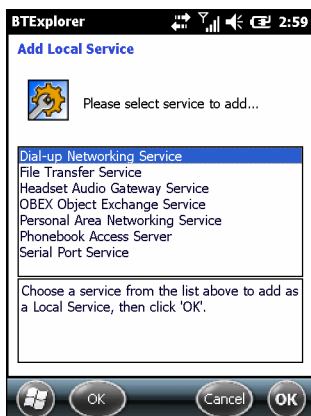 BTExplorer 2:59
Add Local Service
Please select service to add...
Dial-up Networking Service
File Transfer Service
Headset Audio Gateway Service
OBEX Object Exchange Service
Personal Area Networking Service
Phonebook Access Server
Serial Port Service
Choose a service from the list above to add as
a Local Service, then click 'OK'.
OK Cancel OK